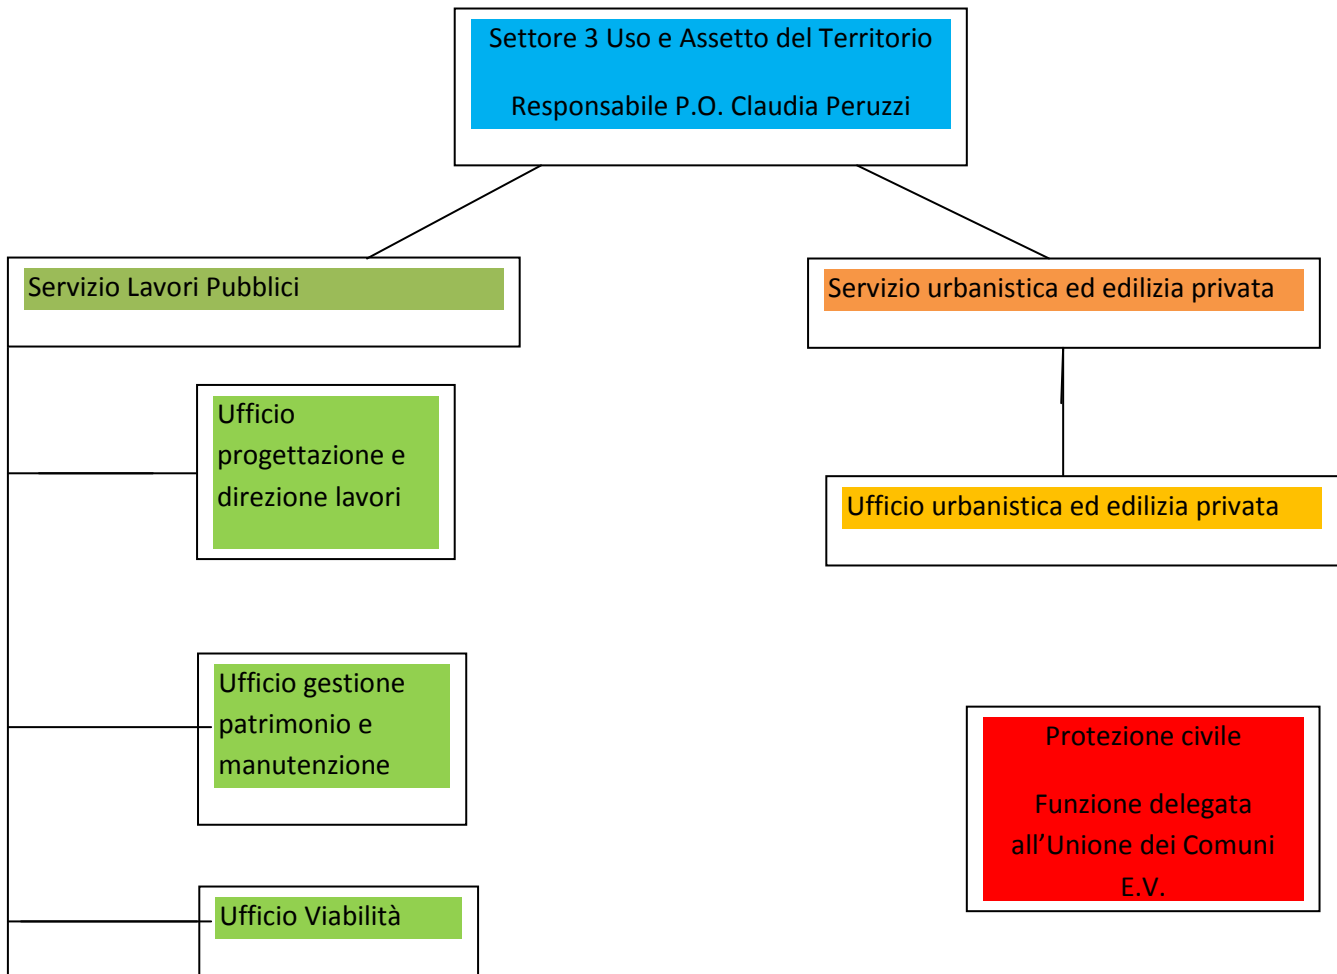 Settore 3 Uso e Assetto del Territorio
Responsabile P.O. Claudia Peruzzi
Servizio Lavori Pubblici
Servizio urbanistica ed edilizia privata
Ufficio
progettazione e
direzione lavori
Ufficio urbanistica ed edilizia privata
Ufficio gestione
patrimonio e
manutenzione
Protezione civile
Funzione delegata
all’Unione dei Comuni
E.V.
Ufficio Viabilità